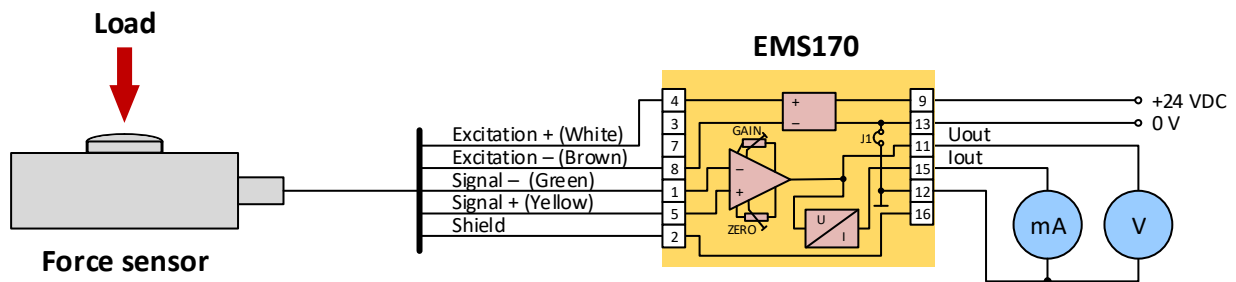 Load
EMS170
4
+
–
9
+24 VDC
3
13
0 V
Excitation + (White)
7
GAIN
J1
11
Uout
Excitation – (Brown)
8
15
Iout
Signal –  (Green)
1
–
12
Signal + (Yellow)
5
+
16
Shield
2
ZERO
U
I
mA
V
Force sensor